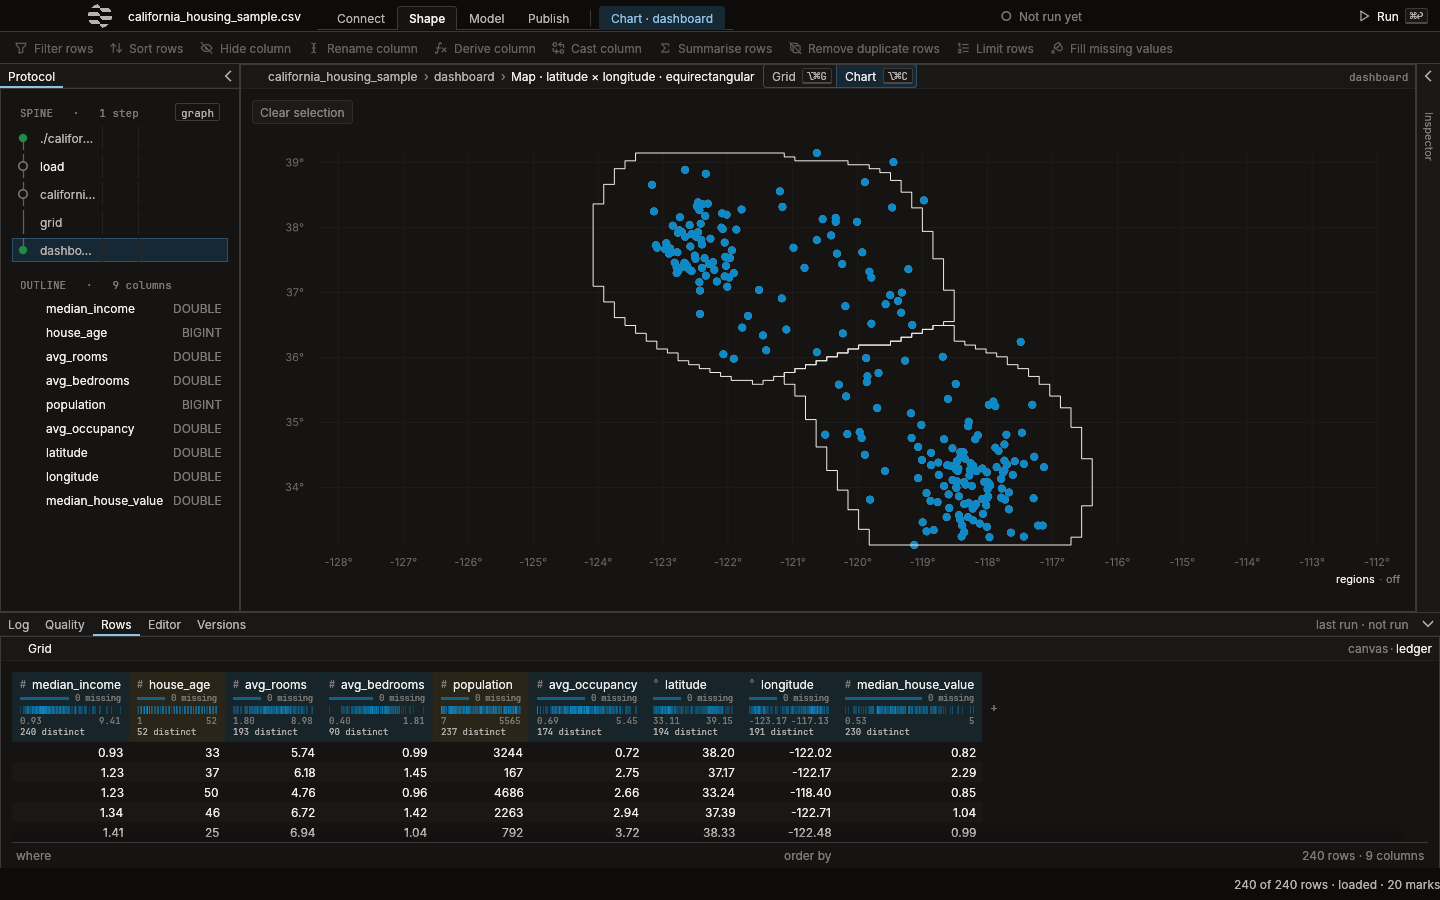 california_housing_sample.csv Connect Shape Model Publish Chart · dashboard Not run yet Run ⌘⏎
Filter rows Sort rows Hide column Rename column Derive column Cast column Summarise rows Remove duplicate rows Limit rows Fill missing values
Protocol
california_housing_sample › dashboard › Map · latitude × longitude · equirectangular Grid ⌥⌘G Chart ⌥⌘C dashboard
Inspector
SPINE · 1 step graph
./califor...
load
californi...
grid
dashbo...
OUTLINE · 9 columns
median_income DOUBLE
house_age BIGINT
avg_rooms DOUBLE
avg_bedrooms DOUBLE
population BIGINT
avg_occupancy DOUBLE
latitude DOUBLE
longitude DOUBLE
median_house_value DOUBLE
Clear selection
39°
38°
37°
36°
35°
34°
-128° -127° -126° -125° -124° -123° -122° -121° -120° -119° -118° -117° -116° -115° -114° -113° -112°
regions · off
Log Quality Rows Editor Versions last run · not run
Grid canvas · ledger
# median_income # house_age # avg_rooms # avg_bedrooms # population # avg_occupancy ° latitude ° longitude # median_house_value
0 missing 0 missing 0 missing 0 missing 0 missing 0 missing 0 missing 0 missing 0 missing
0.93 9.41 1 52 1.80 8.98 0.40 1.81 7 5565 0.69 5.45 33.11 39.15 -123.17 -117.13 0.53 5
240 distinct 52 distinct 193 distinct 90 distinct 237 distinct 174 distinct 194 distinct 191 distinct 230 distinct
+
0.93 33 5.74 0.99 3244 0.72 38.20 -122.02 0.82
1.23 37 6.18 1.45 167 2.75 37.17 -122.17 2.29
1.23 50 4.76 0.96 4686 2.66 33.24 -118.40 0.85
1.34 46 6.72 1.42 2263 2.94 37.39 -122.71 1.04
1.41 25 6.94 1.04 792 3.72 38.33 -122.48 0.99
where order by 240 rows · 9 columns
240 of 240 rows · loaded · 20 marks